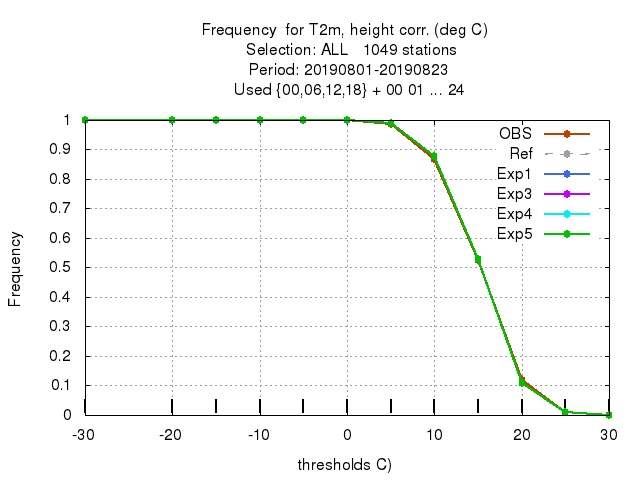 Frequency  for T2m, height corr. (deg C)
Selection: ALL   1049 stations
Period: 20190801-20190823
Used {00,06,12,18} + 00 01 ... 24
1
0.9
0.8
0.7
0.6
0.5
0.4
0.3
0.2
0.1
0
Frequency
OBS
Ref
Exp1
Exp3
Exp4
Exp5
-30 -20 -10 0 10 20 30
thresholds C)